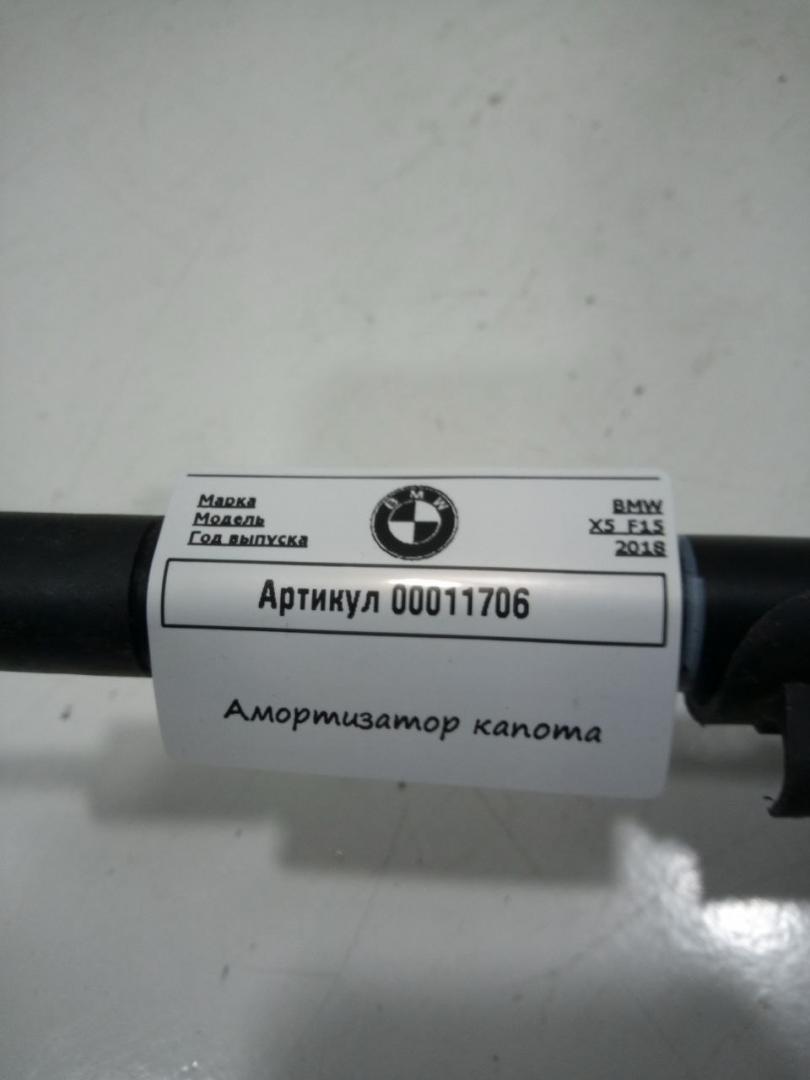 Марка BMW
Модель X5 F15
Год выпуска 2018
BMW
Артикул 00011706
Амортизатор капота